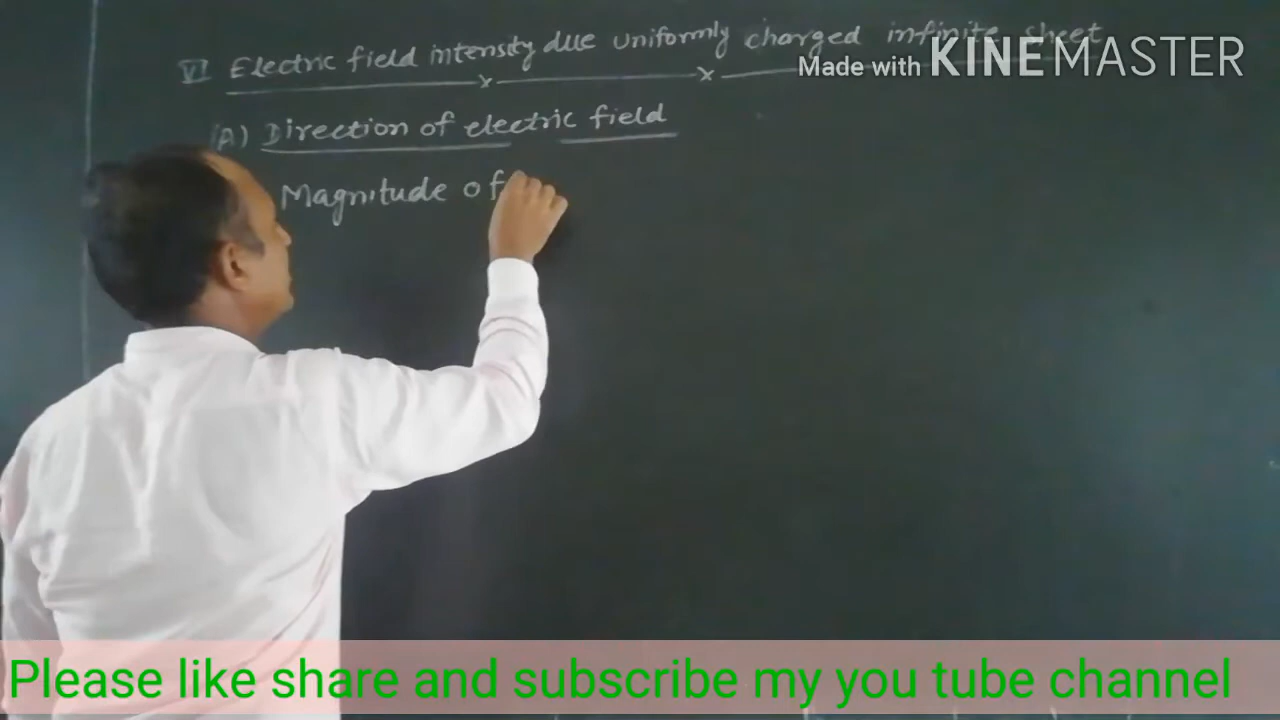 VI Electric field intensity due uniformly charged infinite sheet
Made with KINEMASTER
(A) Direction of electric field
Magnitude of
Please like share and subscribe my you tube channel